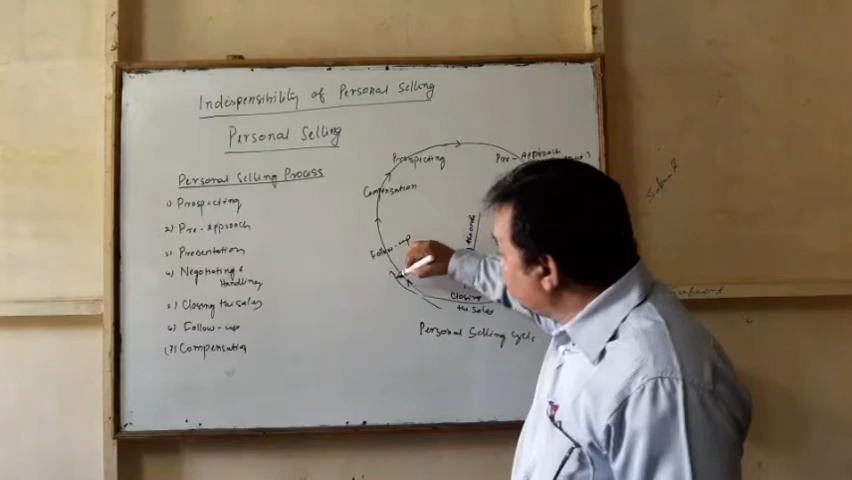 Indispensibility of Personal Selling
Personal Selling
Personal Selling Process
1) Prospecting
2) Pre-Approach
3) Presentation
4) Negotiating &
Handling
5) Closing the sales
6) Follow-up
(7) Compensation
Prospecting
Pre-Approach
Compensation
Follow-up
Closing
the sales
Personal Selling Cycle